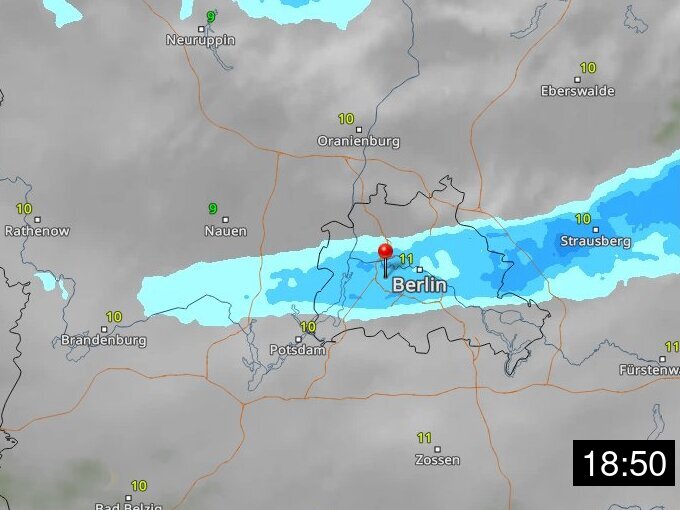 9
Neuruppin
10
Eberswalde
10
Oranienburg
10
Rathenow
9
Nauen
10
Strausberg
11
Berlin
10
Brandenburg
10
Potsdam
11
Fürstenwa
11
Zossen
18:50
10
Bad Belzig